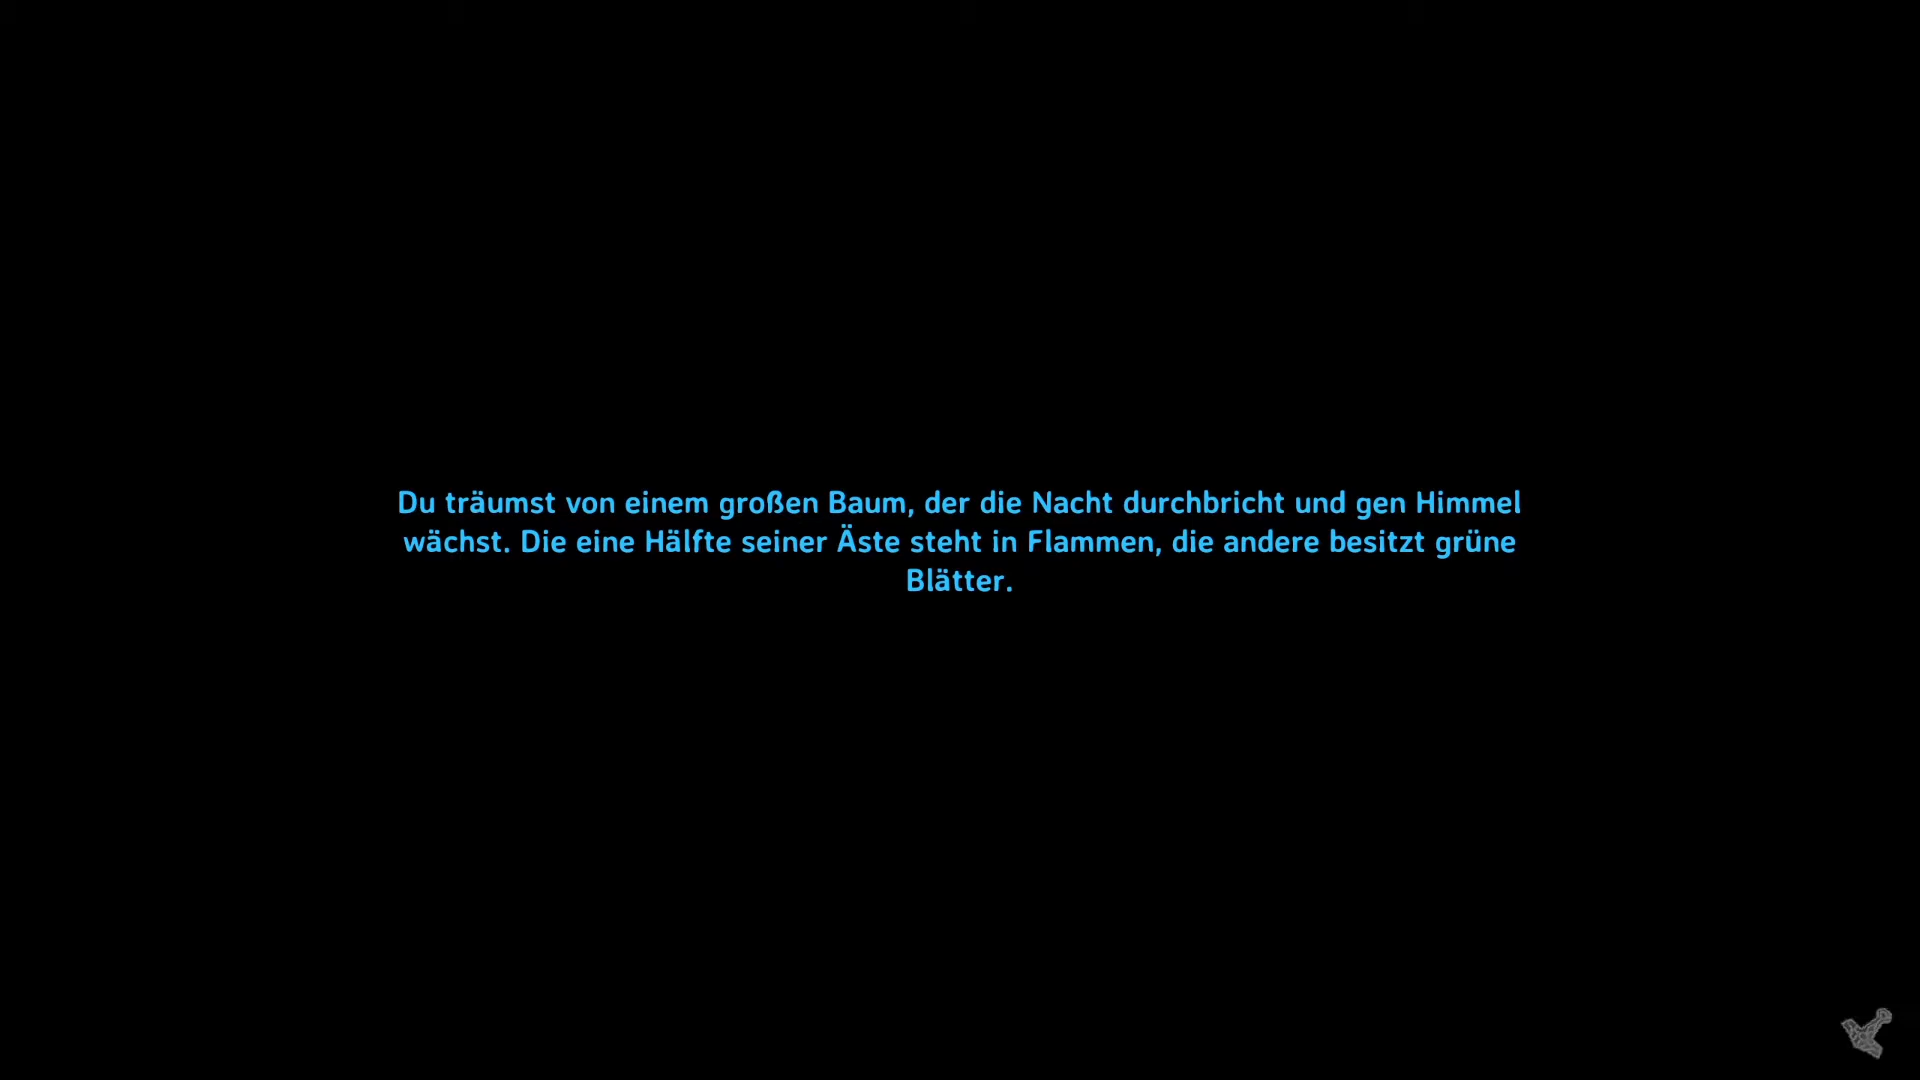 Du träumst von einem großen Baum, der die Nacht durchbricht und gen Himmel
wächst. Die eine Hälfte seiner Äste steht in Flammen, die andere besitzt grüne
Blätter.